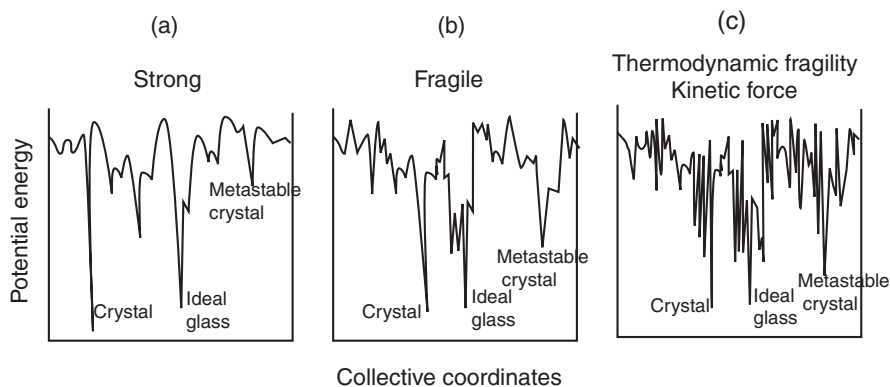 (a)
Strong
(b)
Fragile
(c)
Thermodynamic fragility
Kinetic force
Potential energy
Metastable
crystal
Crystal
Ideal
glass
Metastable
crystal
Crystal
Ideal
glass
Metastable
crystal
Crystal
Ideal
glass
Collective coordinates